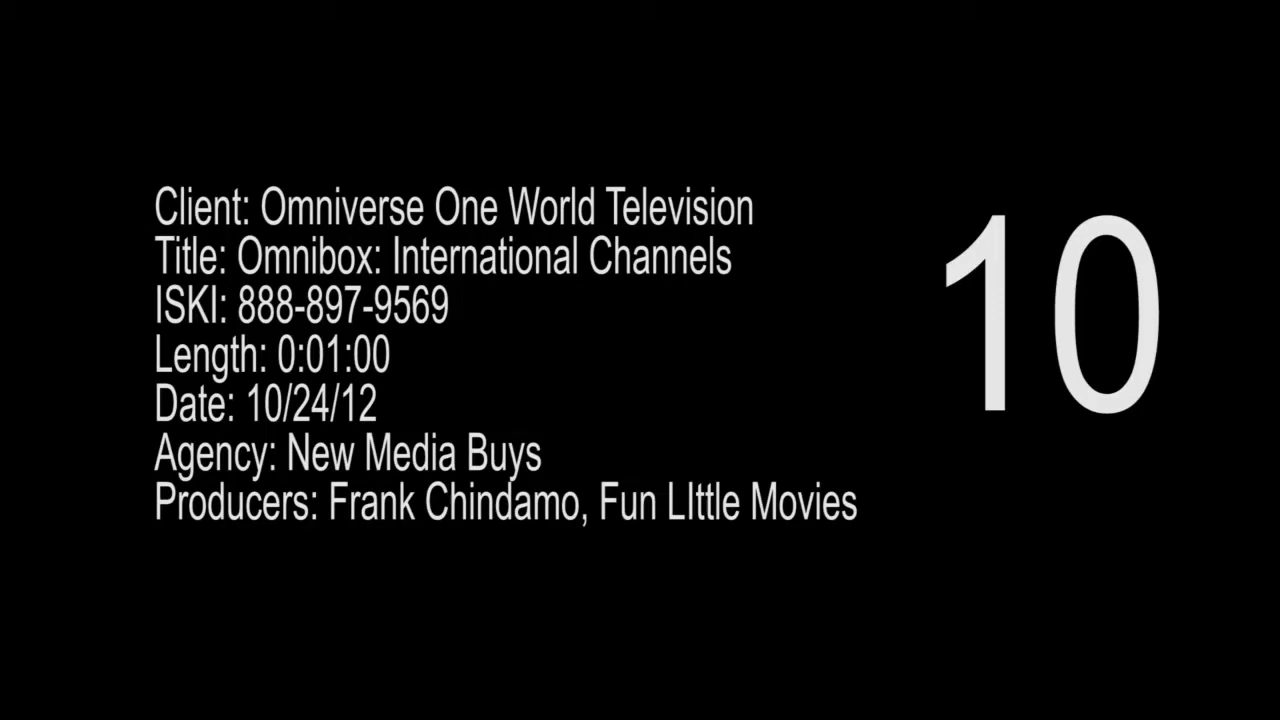 Client: Omniverse One World Television
Title: Omnibox: International Channels
ISKI: 888-897-9569
Length: 0:01:00
Date: 10/24/12
Agency: New Media Buys
Producers: Frank Chindamo, Fun LIttle Movies
10